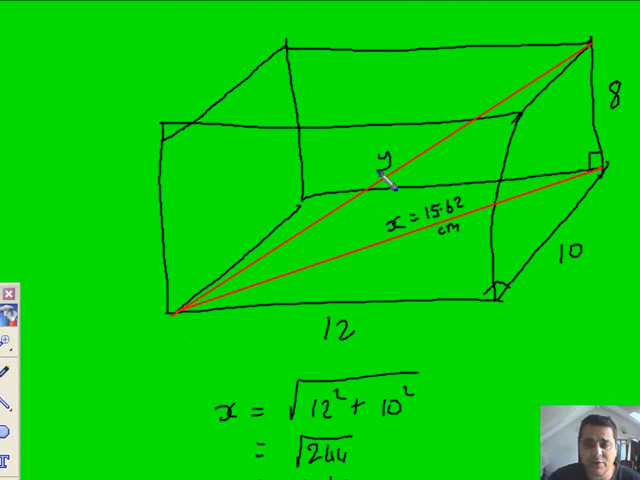 8
y
x = 15.62
cm
10
12
x = √12² + 10²
= √244